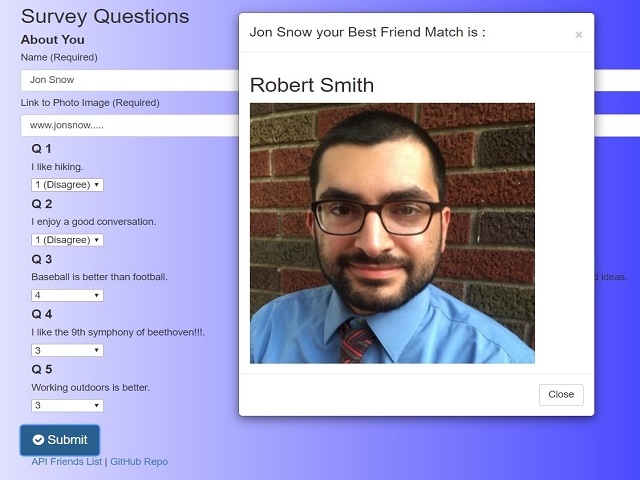 Survey Questions
About You
Name (Required)
Jon Snow
Link to Photo Image (Required)
www.jonsnow.....
Q 1
I like hiking.
1 (Disagree)
Q 2
I enjoy a good conversation.
1 (Disagree)
Q 3
Baseball is better than football.
4
Q 4
I like the 9th symphony of beethoven!!!.
3
Q 5
Working outdoors is better.
3
Submit
API Friends List | GitHub Repo
Jon Snow your Best Friend Match is :
×
Robert Smith
Close
ideas.